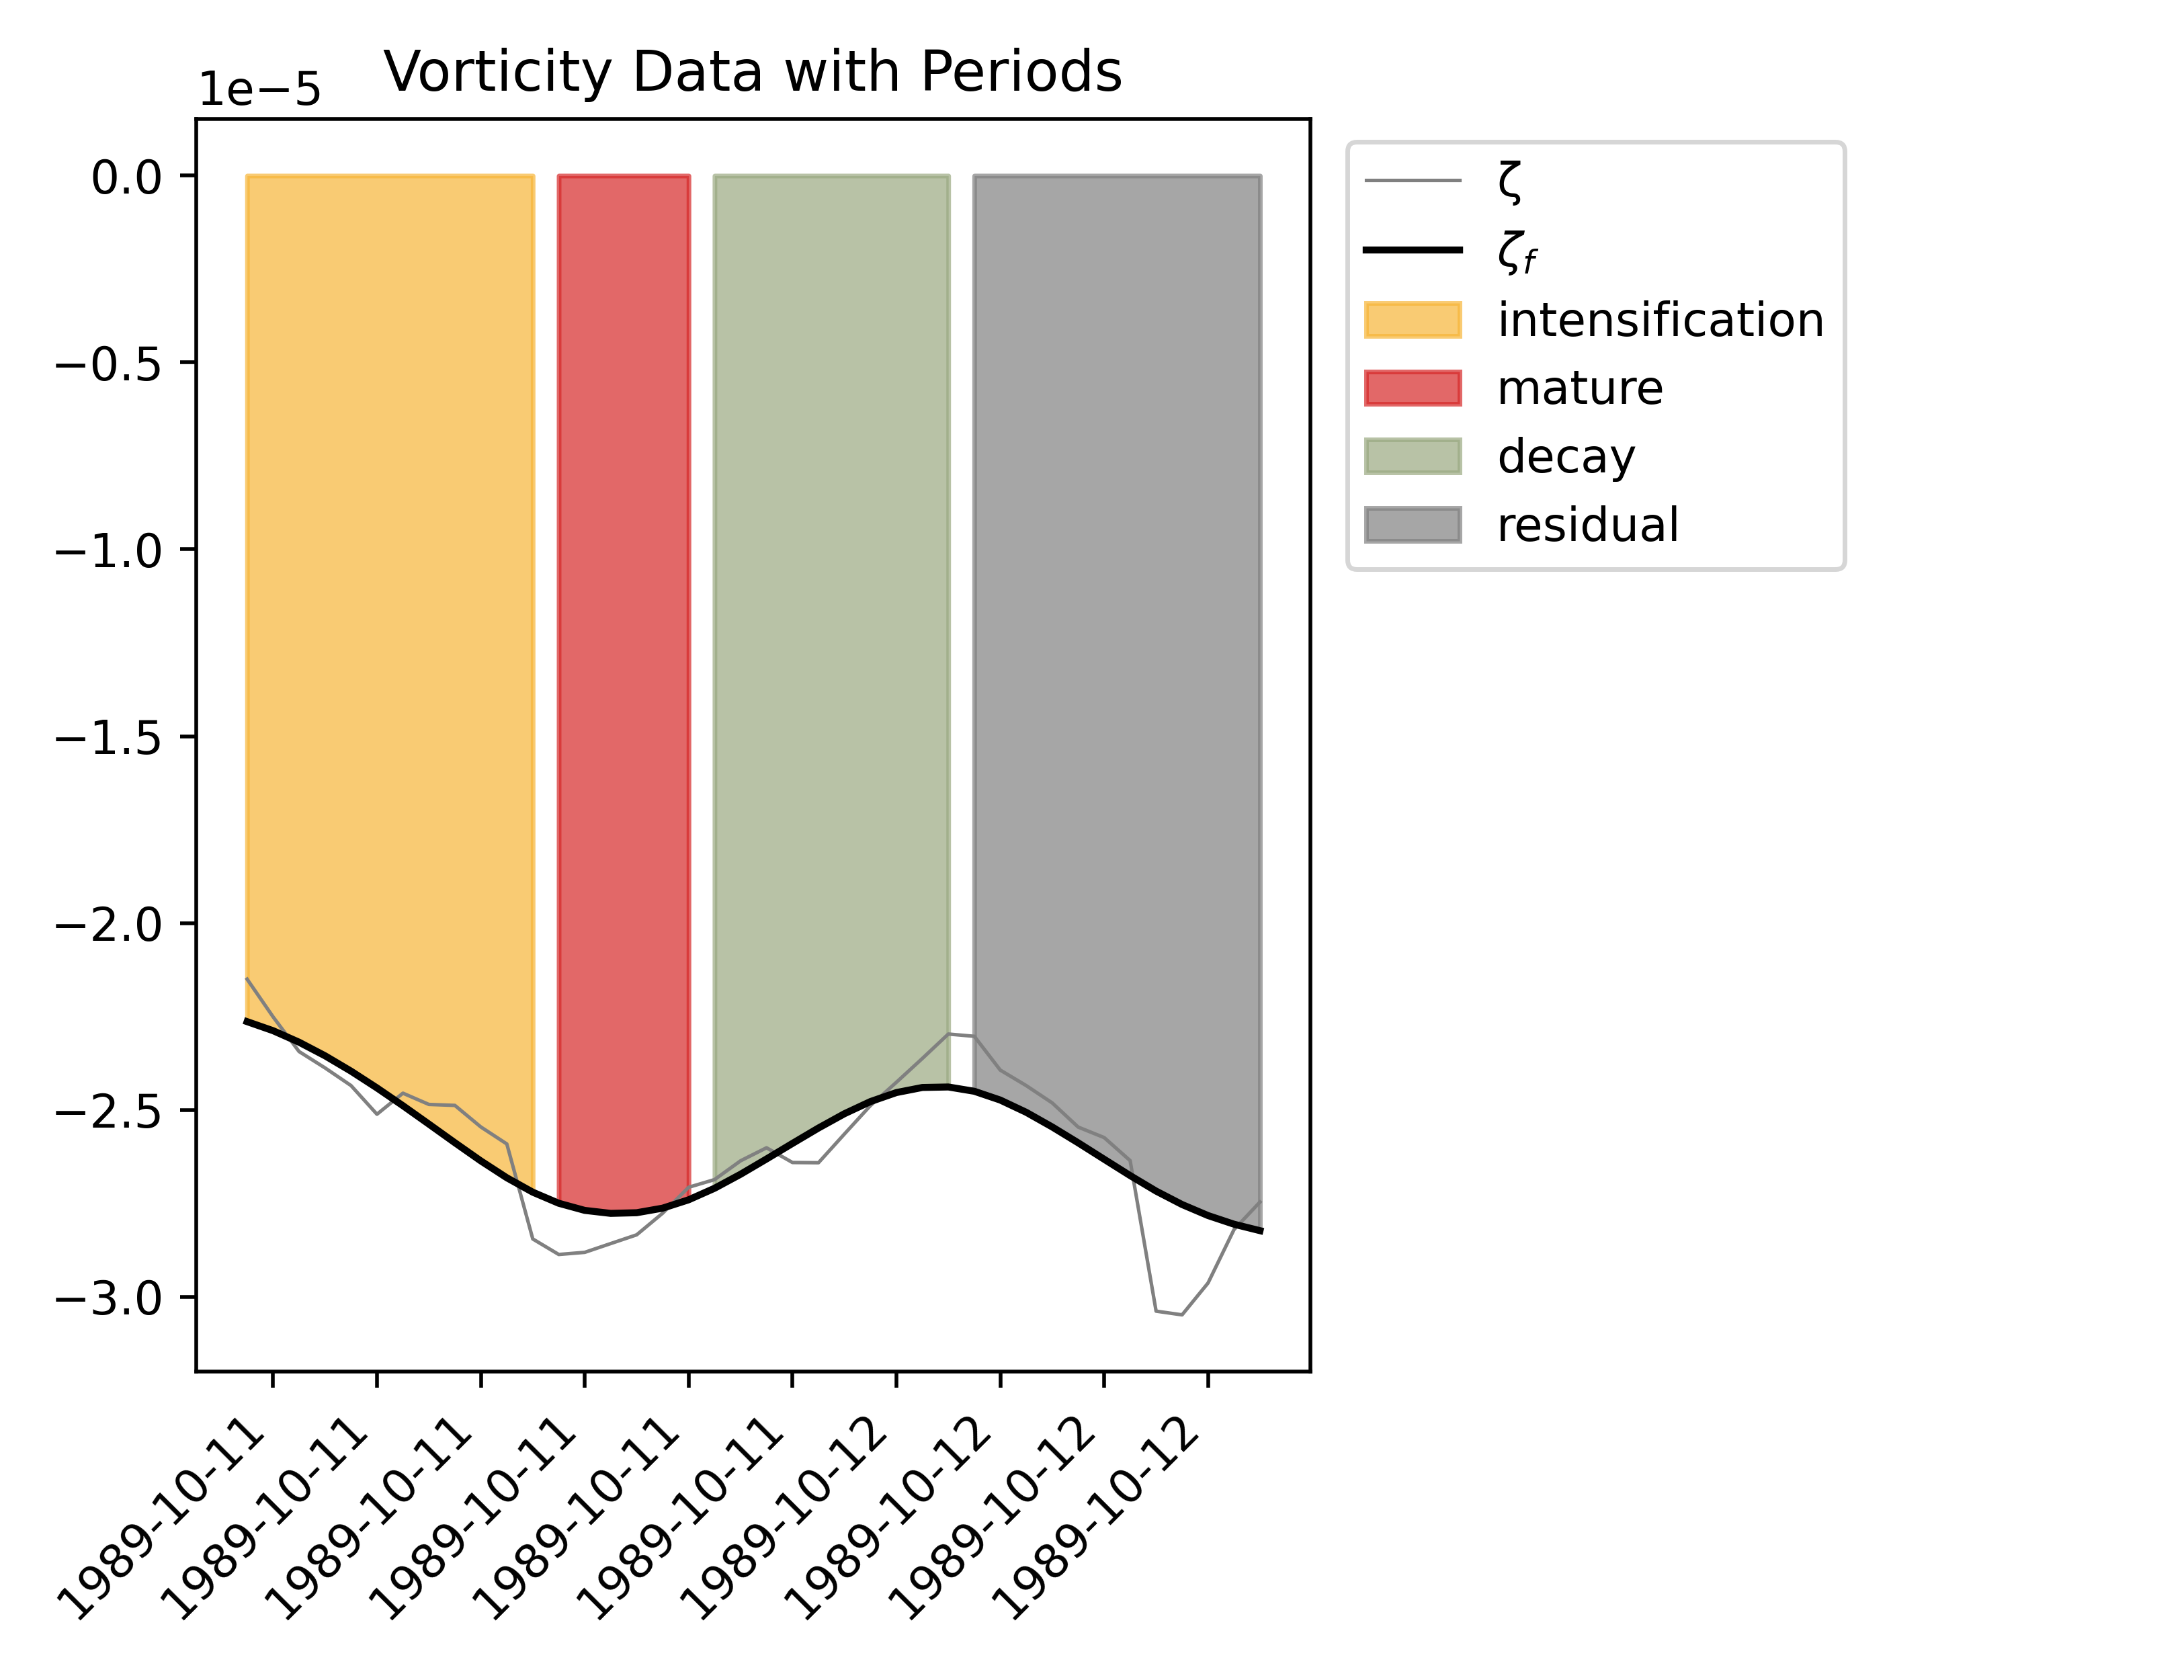 Vorticity Data with Periods
1e−5
0.0
−0.5
−1.0
−1.5
−2.0
−2.5
−3.0
1989-10-11
1989-10-11
1989-10-11
1989-10-11
1989-10-11
1989-10-11
1989-10-12
1989-10-12
1989-10-12
1989-10-12
ζ
ζf
intensification
mature
decay
residual